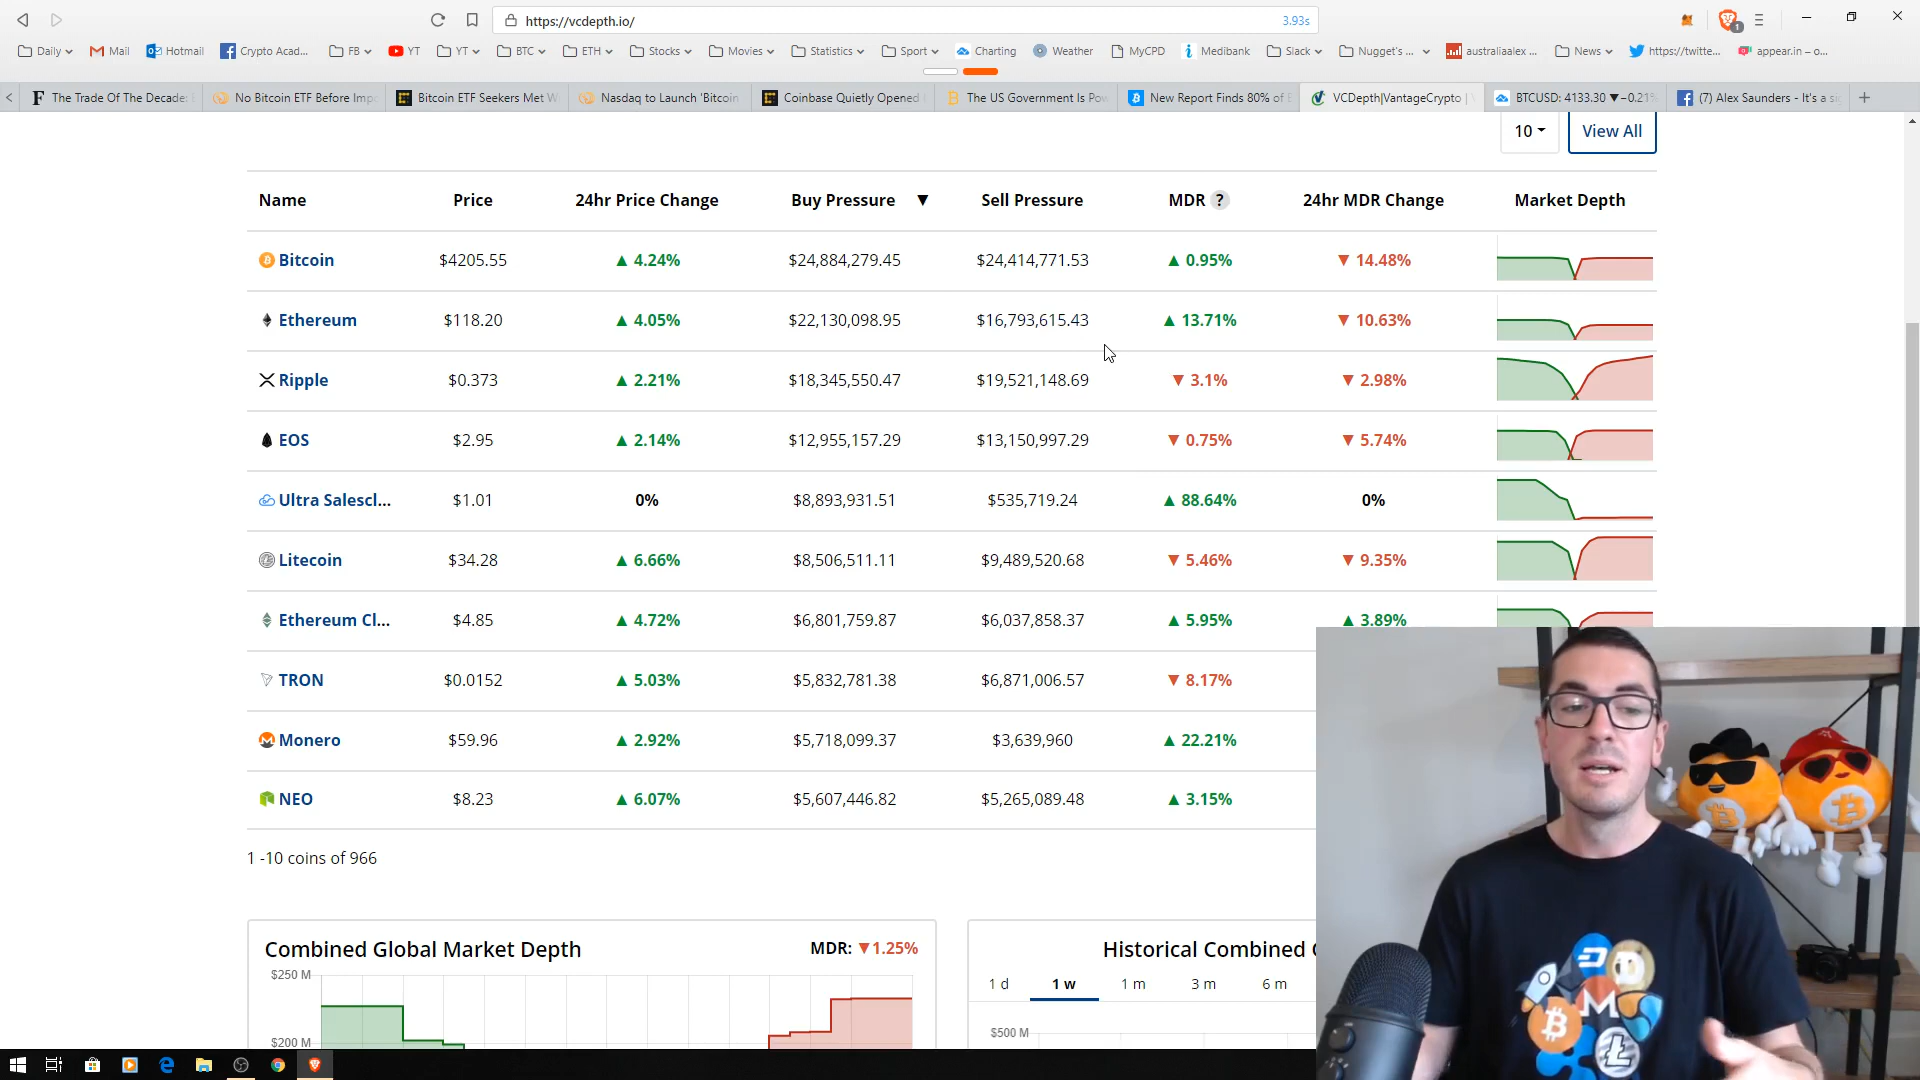 https://vcdepth.io/
3.93s
1
Daily
Mail
Hotmail
Crypto Acad...
FB
YT
YT
BTC
ETH
Stocks
Movies
Statistics
Sport
Charting
Weather
MyCPD
Medibank
Slack
Nugget's ...
australiaalex ...
News
https://twitte...
appear.in – o...
The Trade Of The Decade:
No Bitcoin ETF Before Imp
Bitcoin ETF Seekers Met W
Nasdaq to Launch 'Bitcoin
Coinbase Quietly Opened
The US Government Is Pow
New Report Finds 80% of B
VCDepth|VantageCrypto |
BTCUSD: 4133.30 ▼−0.21%
(7) Alex Saunders - It's a si
10
View All
Name Price 24hr Price Change Buy Pressure ▼ Sell Pressure MDR ? 24hr MDR Change Market Depth
Bitcoin $4205.55 ▲ 4.24% $24,884,279.45 $24,414,771.53 ▲ 0.95% ▼ 14.48%
Ethereum $118.20 ▲ 4.05% $22,130,098.95 $16,793,615.43 ▲ 13.71% ▼ 10.63%
Ripple $0.373 ▲ 2.21% $18,345,550.47 $19,521,148.69 ▼ 3.1% ▼ 2.98%
EOS $2.95 ▲ 2.14% $12,955,157.29 $13,150,997.29 ▼ 0.75% ▼ 5.74%
Ultra Salescl... $1.01 0% $8,893,931.51 $535,719.24 ▲ 88.64% 0%
Litecoin $34.28 ▲ 6.66% $8,506,511.11 $9,489,520.68 ▼ 5.46% ▼ 9.35%
Ethereum Cl... $4.85 ▲ 4.72% $6,801,759.87 $6,037,858.37 ▲ 5.95% ▲ 3.89%
TRON $0.0152 ▲ 5.03% $5,832,781.38 $6,871,006.57 ▼ 8.17%
Monero $59.96 ▲ 2.92% $5,718,099.37 $3,639,960 ▲ 22.21%
NEO $8.23 ▲ 6.07% $5,607,446.82 $5,265,089.48 ▲ 3.15%
1 -10 coins of 966
Combined Global Market Depth MDR: ▼1.25%
$250 M
$200 M
Historical Combined
1 d 1 w 1 m 3 m 6 m
$500 M